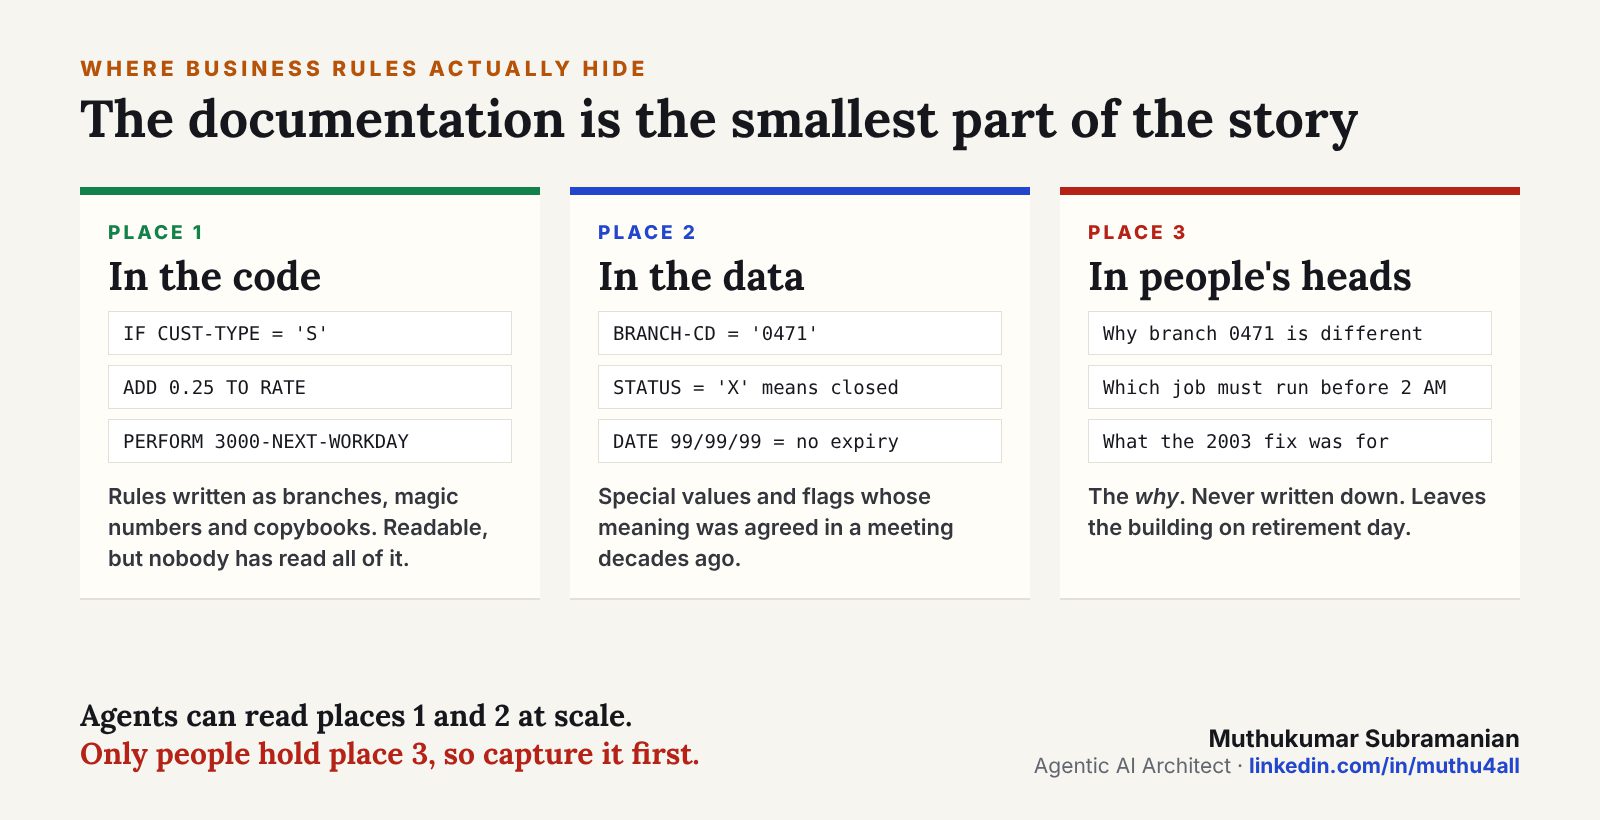 WHERE BUSINESS RULES ACTUALLY HIDE
The documentation is the smallest part of the story
PLACE 1
In the code
IF CUST-TYPE = 'S'
ADD 0.25 TO RATE
PERFORM 3000-NEXT-WORKDAY
Rules written as branches, magic
numbers and copybooks. Readable,
but nobody has read all of it.
PLACE 2
In the data
BRANCH-CD = '0471'
STATUS = 'X' means closed
DATE 99/99/99 = no expiry
Special values and flags whose
meaning was agreed in a meeting
decades ago.
PLACE 3
In people's heads
Why branch 0471 is different
Which job must run before 2 AM
What the 2003 fix was for
The why. Never written down. Leaves
the building on retirement day.
Agents can read places 1 and 2 at scale.
Only people hold place 3, so capture it first.
Muthukumar Subramanian
Agentic AI Architect · linkedin.com/in/muthu4all